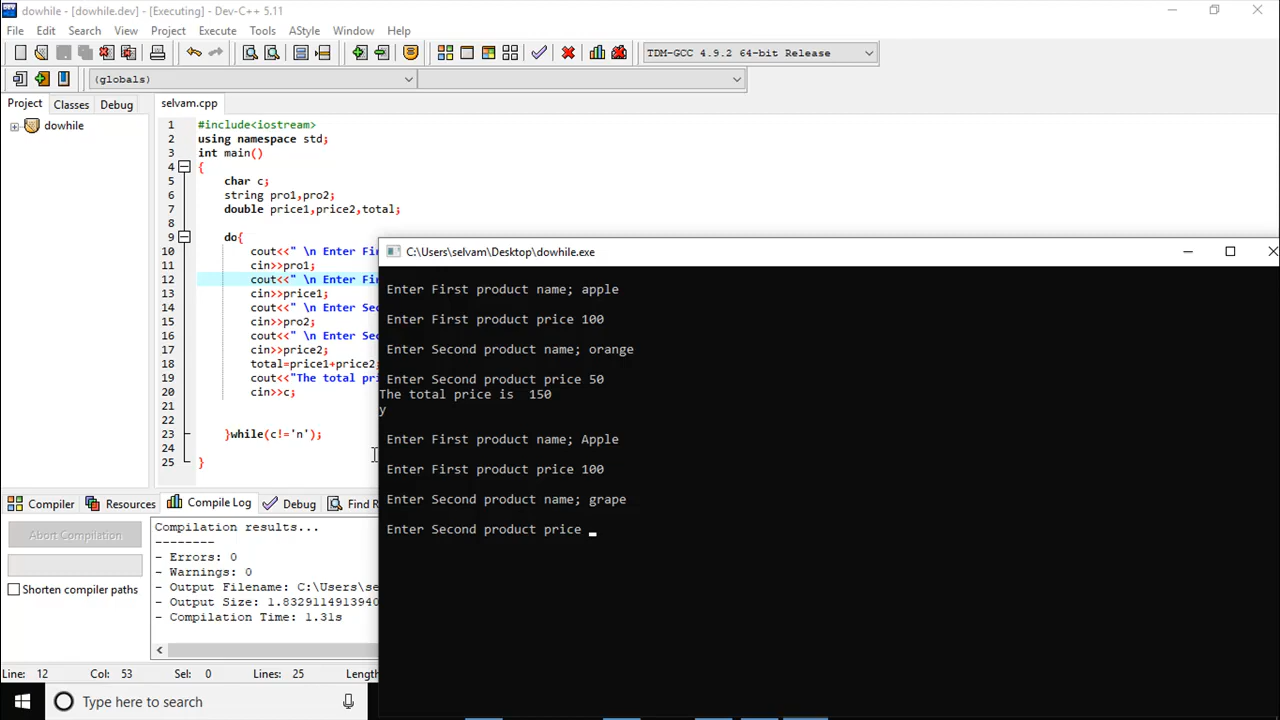 dowhile - [dowhile.dev] - [Executing] - Dev-C++ 5.11
File Edit Search View Project Execute Tools AStyle Window Help
TDM-GCC 4.9.2 64-bit Release
(globals)
Project Classes Debug selvam.cpp
dowhile
1 #include<iostream>
2 using namespace std;
3 int main()
4 {
5 char c;
6 string pro1,pro2;
7 double price1,price2,total;
8
9 do{
10 cout<<" \n Enter Fir
11 cin>>pro1;
12 cout<<" \n Enter Fir
13 cin>>price1;
14 cout<<" \n Enter Sec
15 cin>>pro2;
16 cout<<" \n Enter Sec
17 cin>>price2;
18 total=price1+price2;
19 cout<<"The total pri
20 cin>>c;
21
22
23 }while(c!='n');
24
25 }
C:\Users\selvam\Desktop\dowhile.exe
Enter First product name; apple
Enter First product price 100
Enter Second product name; orange
Enter Second product price 50
The total price is 150
y
Enter First product name; Apple
Enter First product price 100
Enter Second product name; grape
Enter Second product price
Compiler Resources Compile Log Debug Find R
Abort Compilation
Shorten compiler paths
Compilation results...
--------
- Errors: 0
- Warnings: 0
- Output Filename: C:\Users\se
- Output Size: 1.8329114913940
- Compilation Time: 1.31s
Line: 12 Col: 53 Sel: 0 Lines: 25 Length
Type here to search